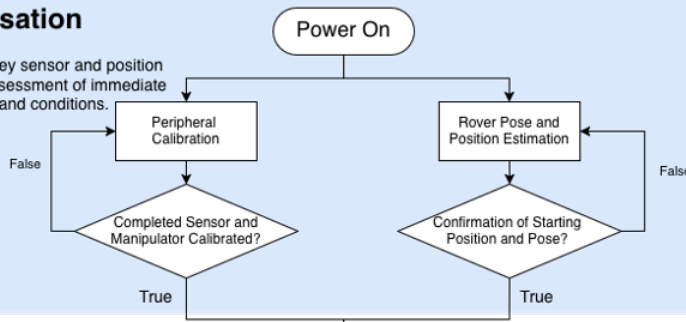 sation
Power On
ey sensor and position
sessment of immediate
and conditions.
Peripheral
Calibration
Rover Pose and
Position Estimation
False
False
Completed Sensor and
Manipulator Calibrated?
Confirmation of Starting
Position and Pose?
True
True